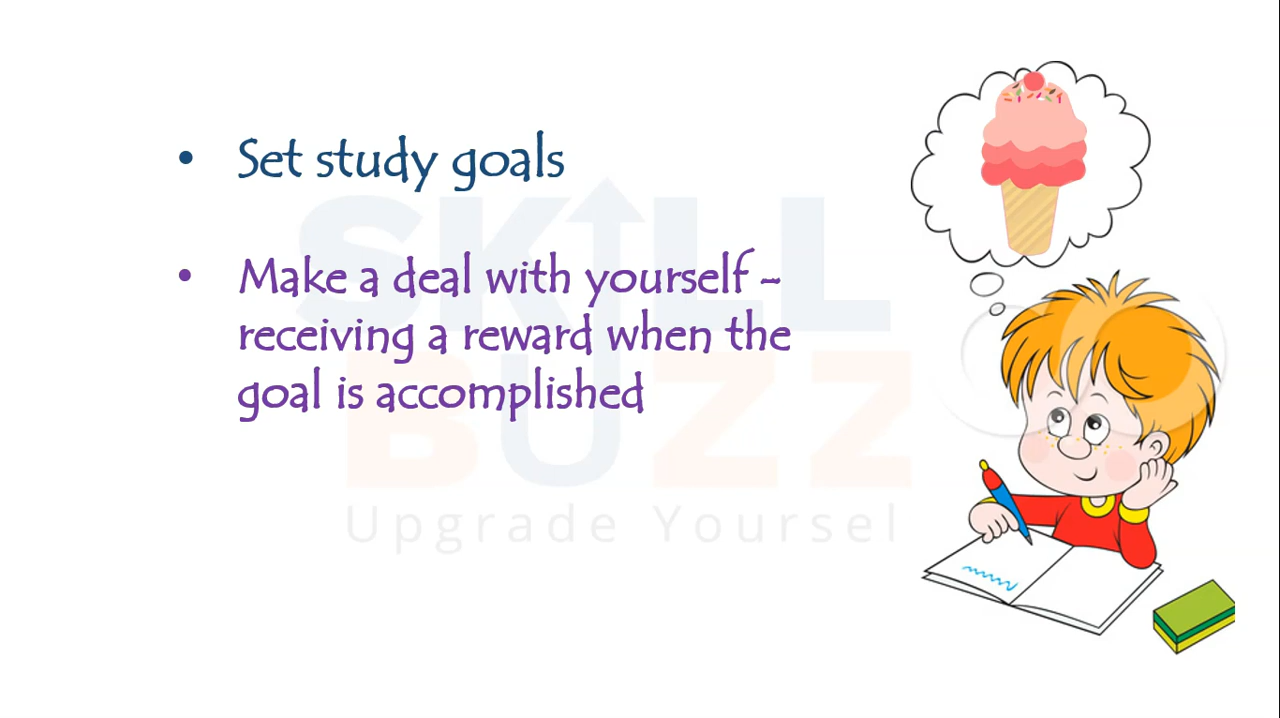 • Set study goals
• Make a deal with yourself -
receiving a reward when the
goal is accomplished
SKILL
BUZZ
Upgrade Yoursel